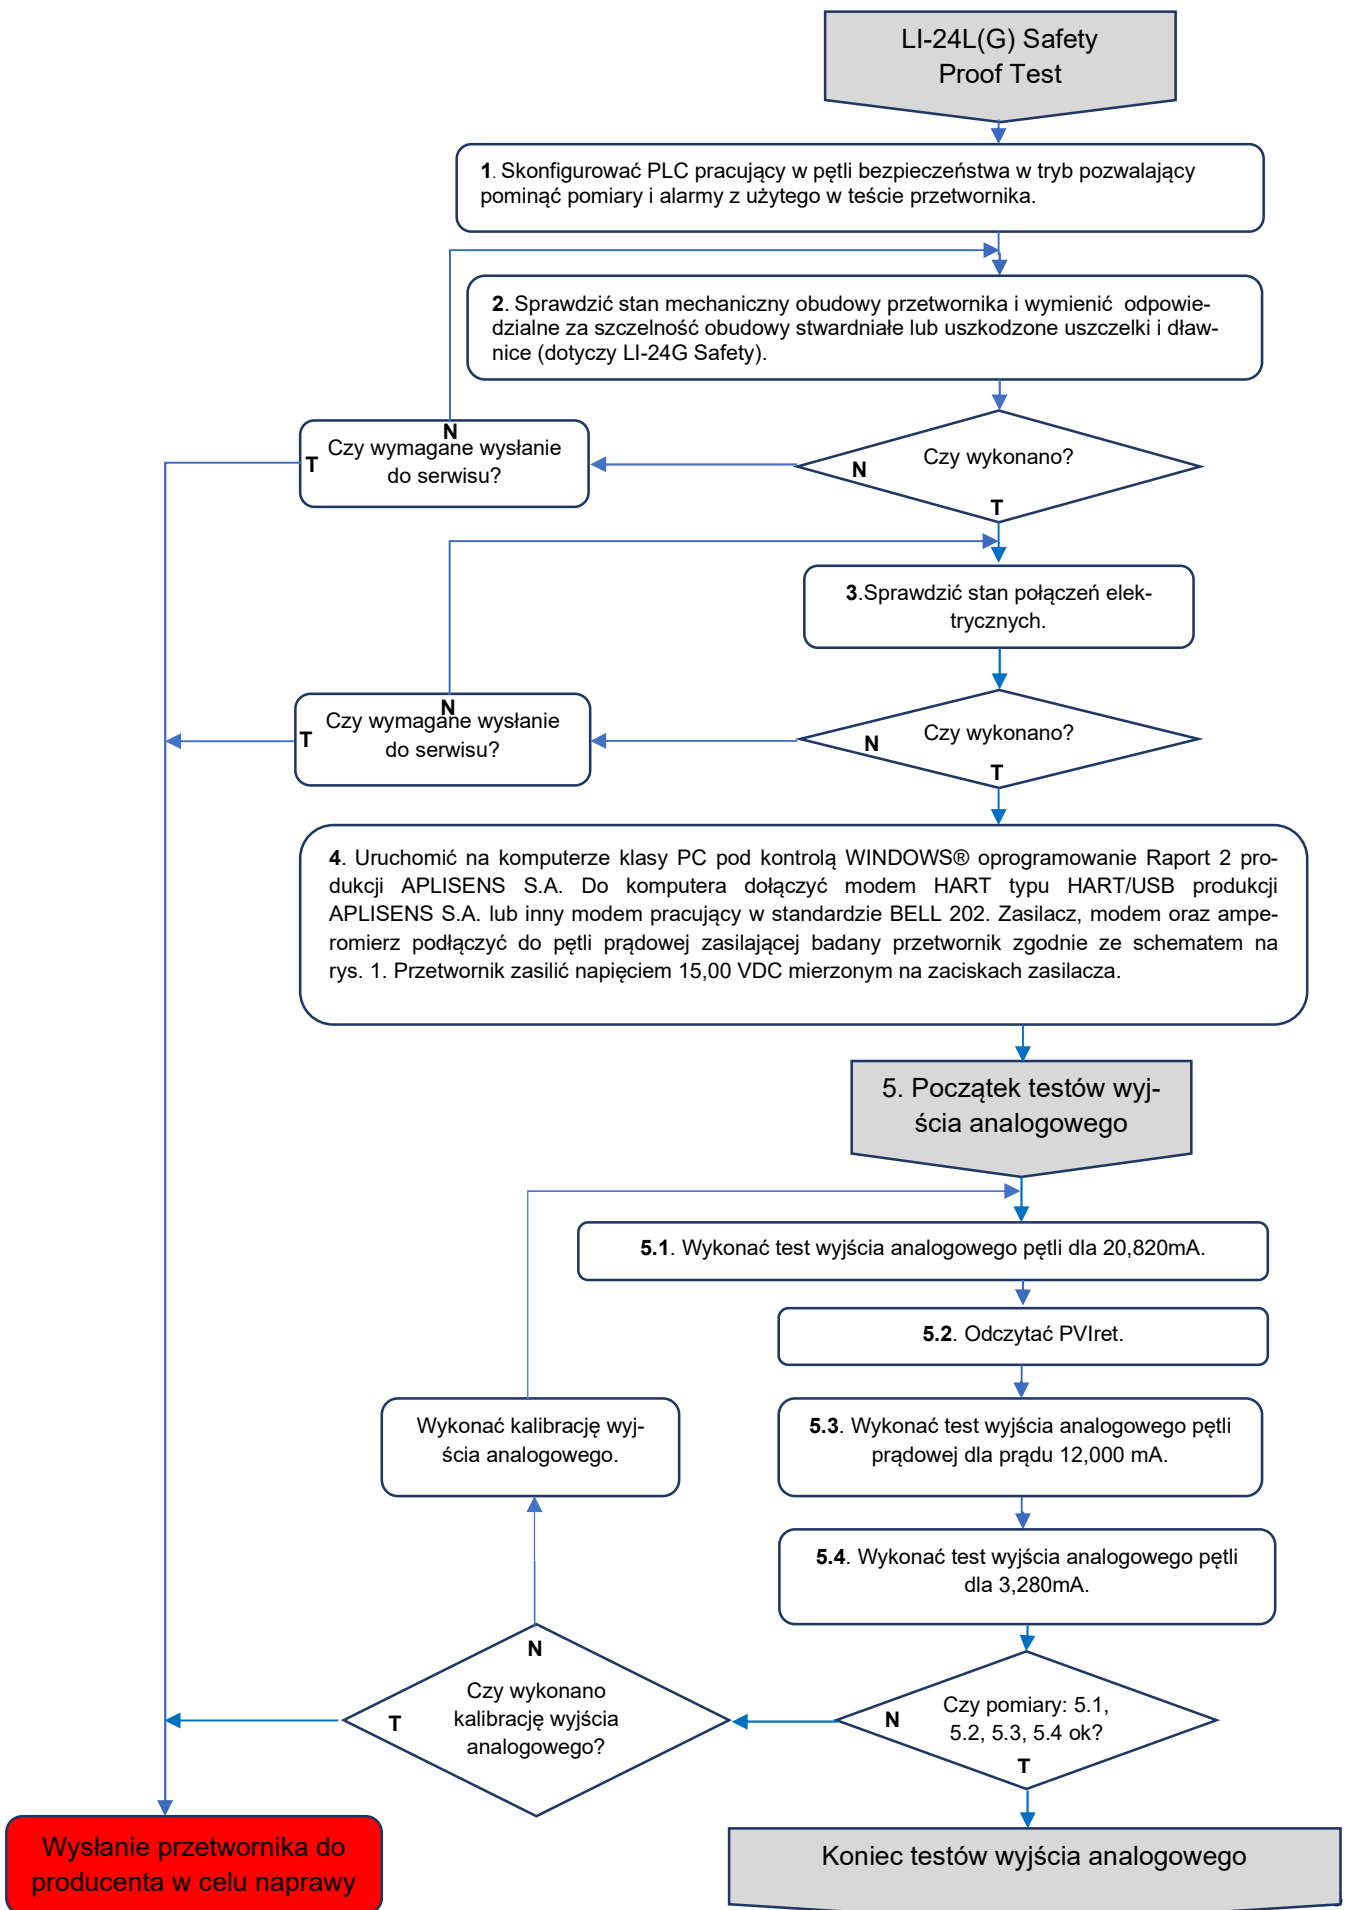 LI-24L(G) Safety
Proof Test
1. Skonfigurować PLC pracujący w pętli bezpieczeństwa w tryb pozwalający
pominąć pomiary i alarmy z użytego w teście przetwornika.
2. Sprawdzić stan mechaniczny obudowy przetwornika i wymienić odpowie-
dzialne za szczelność obudowy stwardniałe lub uszkodzone uszczelki i dław-
nice (dotyczy LI-24G Safety).
N
Czy wymagane wysłanie
T
do serwisu?
Czy wykonano?
N
T
3.Sprawdzić stan połączeń elek-
trycznych.
N
Czy wymagane wysłanie
T
do serwisu?
Czy wykonano?
N
T
4. Uruchomić na komputerze klasy PC pod kontrolą WINDOWS® oprogramowanie Raport 2 pro-
dukcji APLISENS S.A. Do komputera dołączyć modem HART typu HART/USB produkcji
APLISENS S.A. lub inny modem pracujący w standardzie BELL 202. Zasilacz, modem oraz ampe-
romierz podłączyć do pętli prądowej zasilającej badany przetwornik zgodnie ze schematem na
rys. 1. Przetwornik zasilić napięciem 15,00 VDC mierzonym na zaciskach zasilacza.
5. Początek testów wyj-
ścia analogowego
5.1. Wykonać test wyjścia analogowego pętli dla 20,820mA.
5.2. Odczytać PVIret.
Wykonać kalibrację wyj-
ścia analogowego.
5.3. Wykonać test wyjścia analogowego pętli
prądowej dla prądu 12,000 mA.
5.4. Wykonać test wyjścia analogowego pętli
dla 3,280mA.
N
Czy wykonano
kalibrację wyjścia
analogowego?
T
Czy pomiary: 5.1,
5.2, 5.3, 5.4 ok?
N
T
Wysłanie przetwornika do
producenta w celu naprawy
Koniec testów wyjścia analogowego